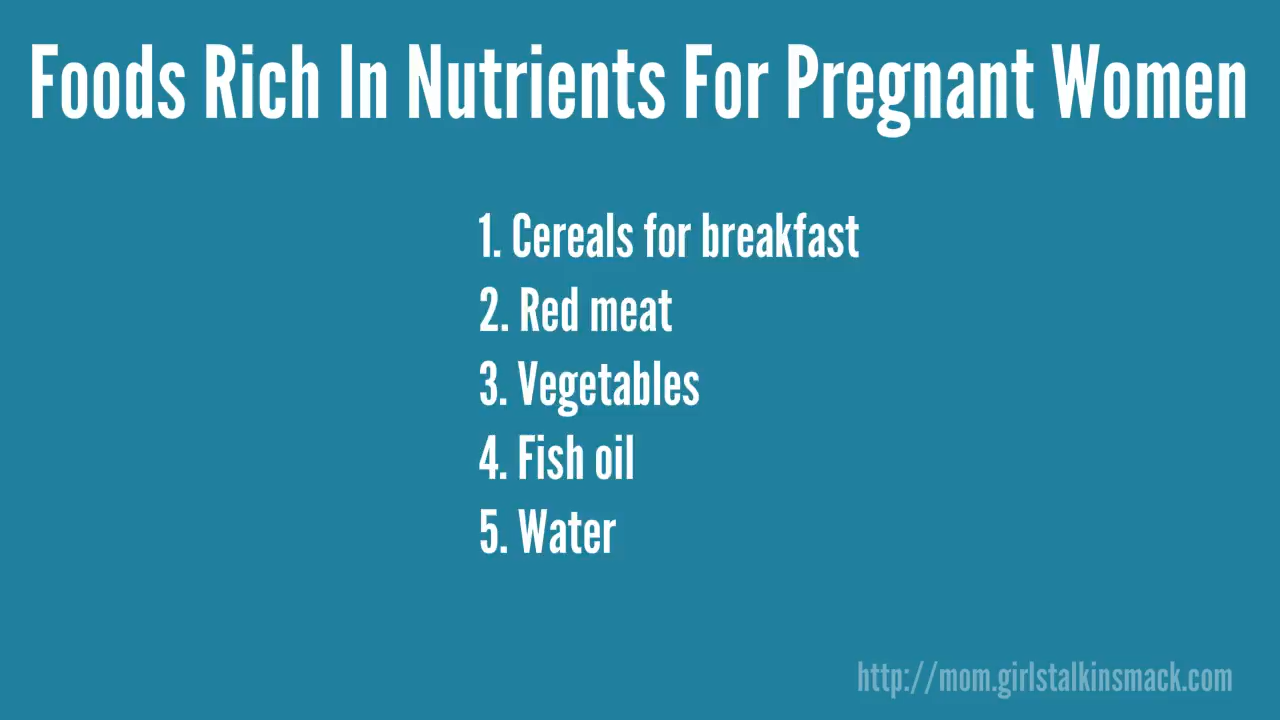 Foods Rich In Nutrients For Pregnant Women
1. Cereals for breakfast
2. Red meat
3. Vegetables
4. Fish oil
5. Water
http://mom.girlstalkinsmack.com